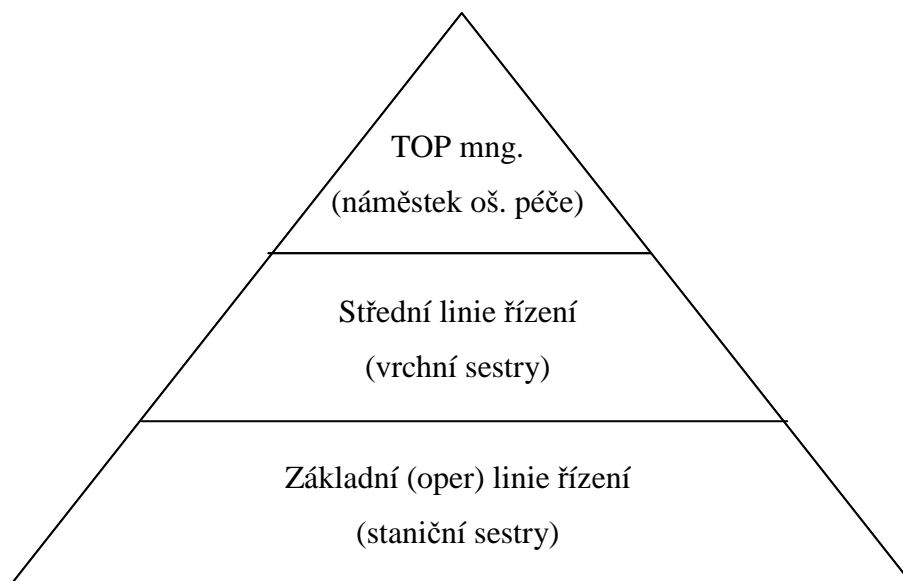 TOP mng.
(náměstek oš. péče)
Střední linie řízení
(vrchní sestry)
Základní (oper) linie řízení
(staniční sestry)